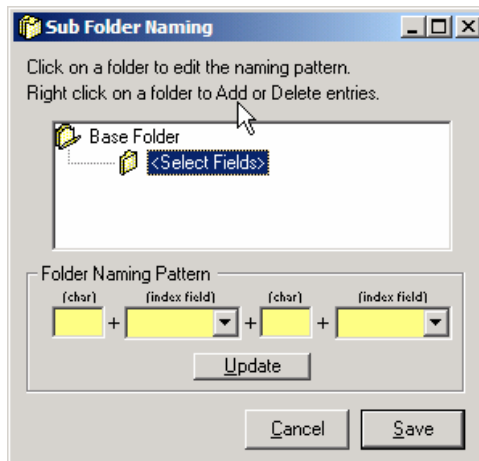 Sub Folder Naming
Click on a folder to edit the naming pattern.
Right click on a folder to Add or Delete entries.
Base Folder
<Select Fields>
Folder Naming Pattern
(char) (index field) (char) (index field)
+ + +
Update
Cancel Save